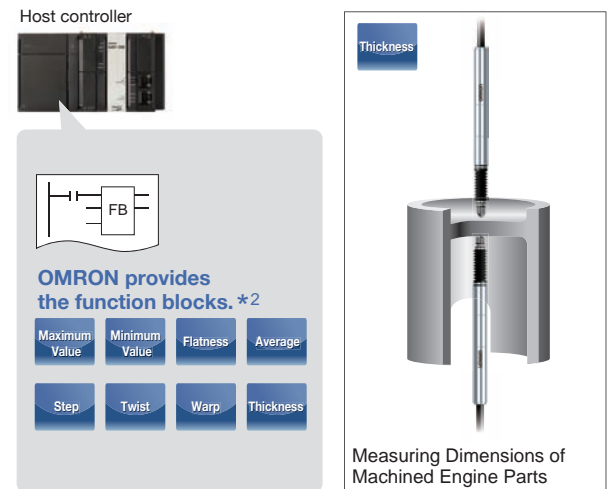 Host controller
FB
OMRON provides
the function blocks. *2
Maximum
Value
Minimum
Value
Flatness
Average
Step
Twist
Warp
Thickness
Thickness
Measuring Dimensions of
Machined Engine Parts